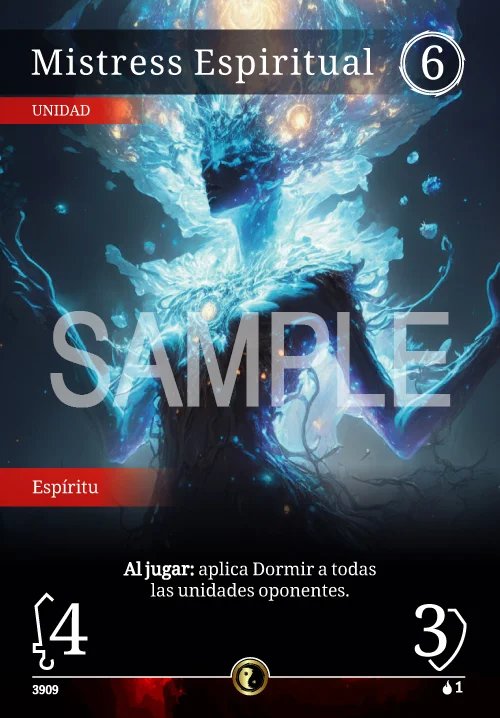 Mistress Espiritual
6
UNIDAD
SAMPLE
Espíritu
Al jugar: aplica Dormir a todas
las unidades oponentes.
4
3
3909
1